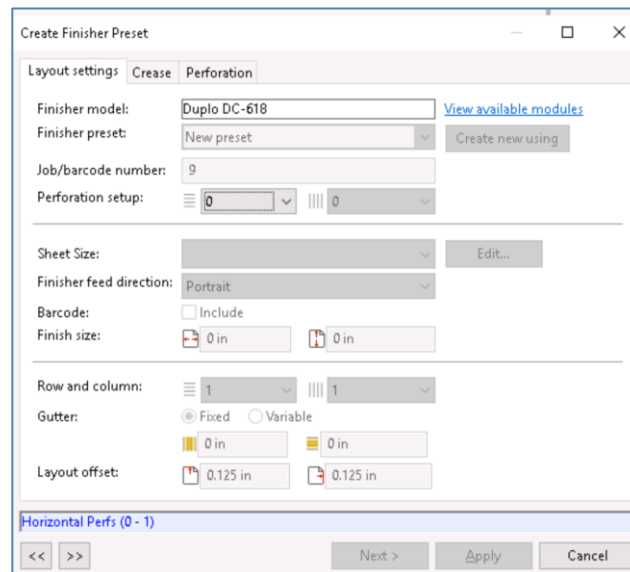 Create Finisher Preset
Layout settings Crease Perforation
Finisher model: Duplo DC-618 View available modules
Finisher preset: New preset Create new using
Job/barcode number: 9
Perforation setup: 0 0
Sheet Size: Edit...
Finisher feed direction: Portrait
Barcode: Include
Finish size: 0 in 0 in
Row and column: 1 1
Gutter: Fixed Variable
0 in 0 in
Layout offset: 0.125 in 0.125 in
Horizontal Perfs (0 - 1)
<< >> Next > Apply Cancel